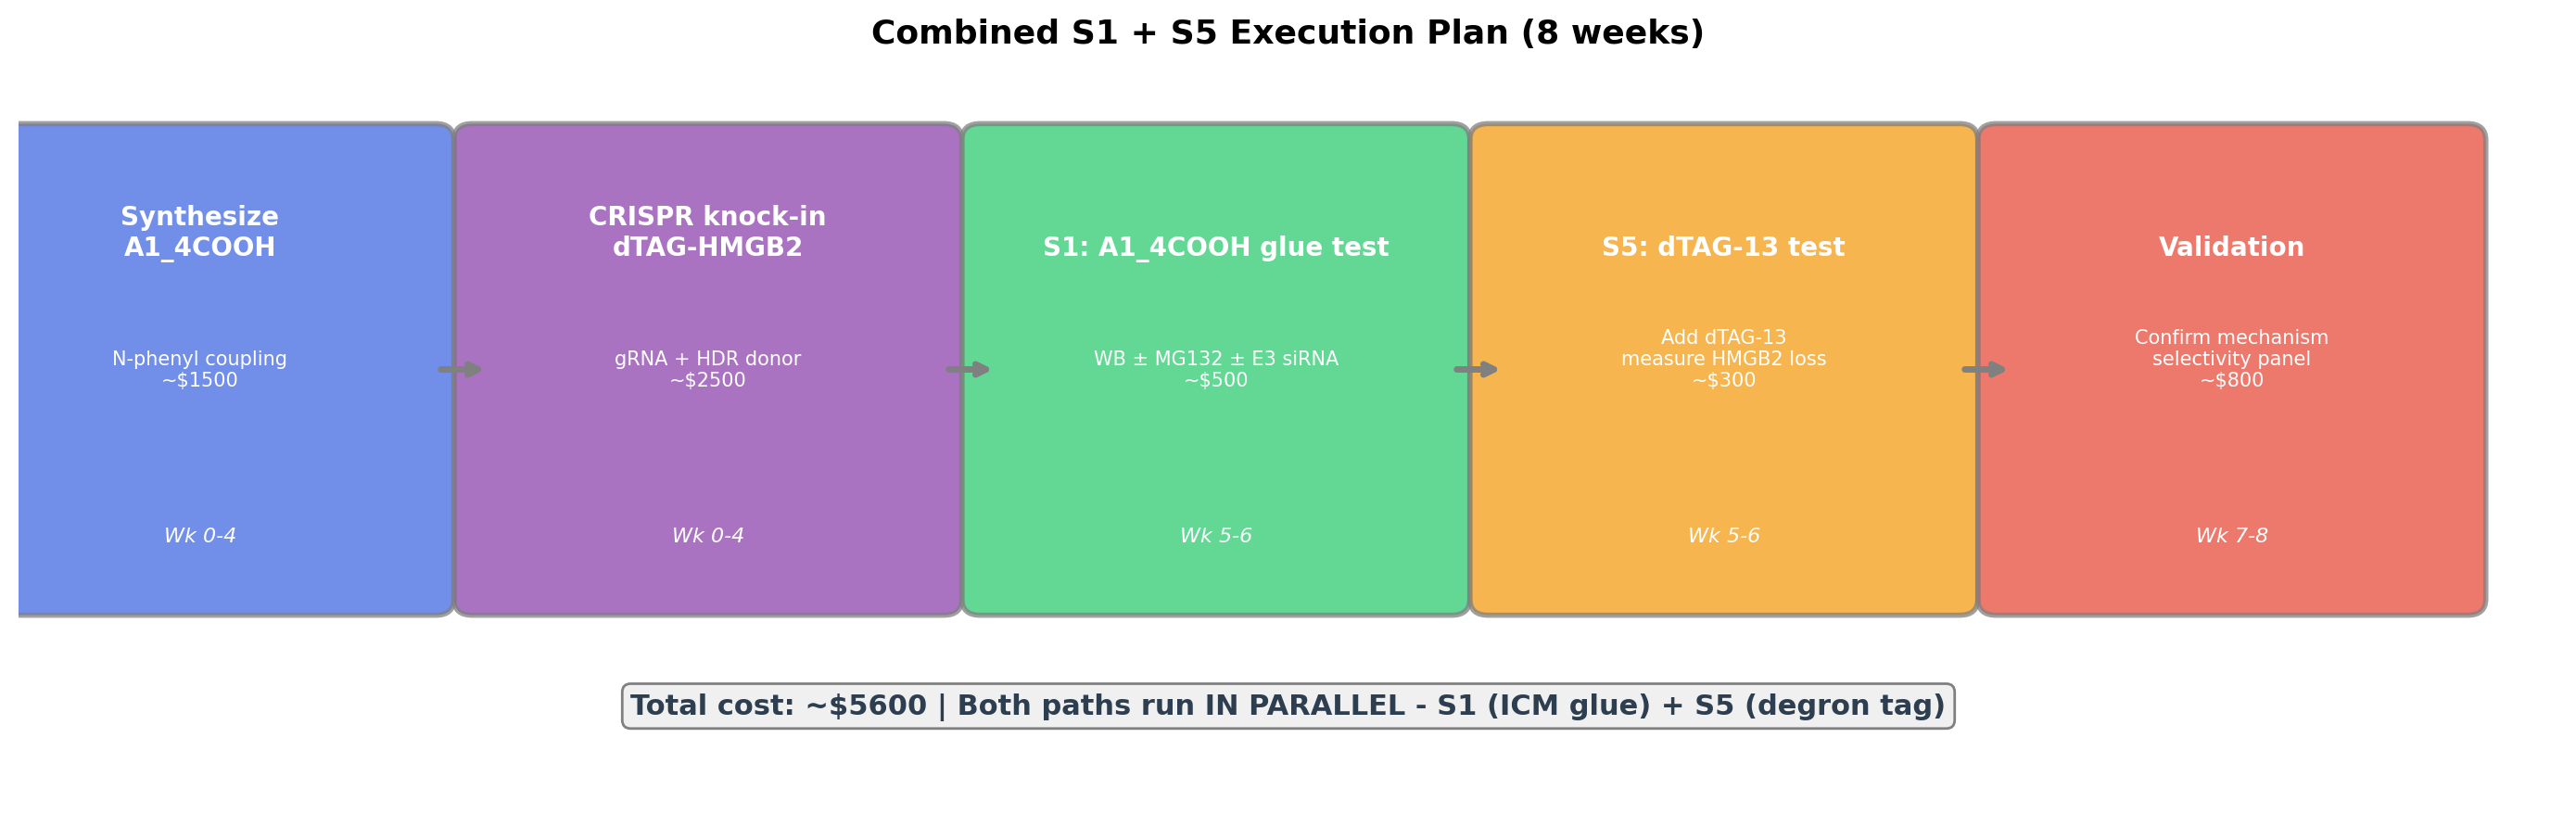 Combined S1 + S5 Execution Plan (8 weeks)
Synthesize
A1_4COOH
N-phenyl coupling
~$1500
Wk 0-4
CRISPR knock-in
dTAG-HMGB2
gRNA + HDR donor
~$2500
Wk 0-4
S1: A1_4COOH glue test
WB ± MG132 ± E3 siRNA
~$500
Wk 5-6
S5: dTAG-13 test
Add dTAG-13
measure HMGB2 loss
~$300
Wk 5-6
Validation
Confirm mechanism
selectivity panel
~$800
Wk 7-8
Total cost: ~$5600 | Both paths run IN PARALLEL - S1 (ICM glue) + S5 (degron tag)